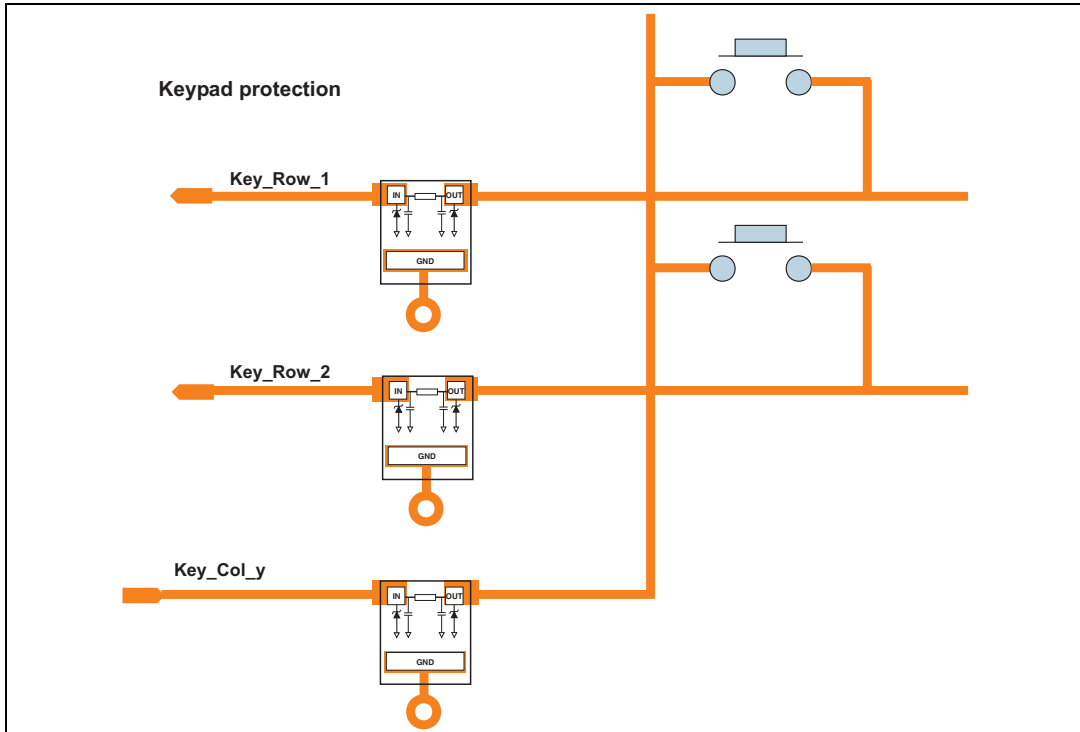 Keypad protection
Key_Row_1
IN
OUT
GND
Key_Row_2
IN
OUT
GND
Key_Col_y
IN
OUT
GND